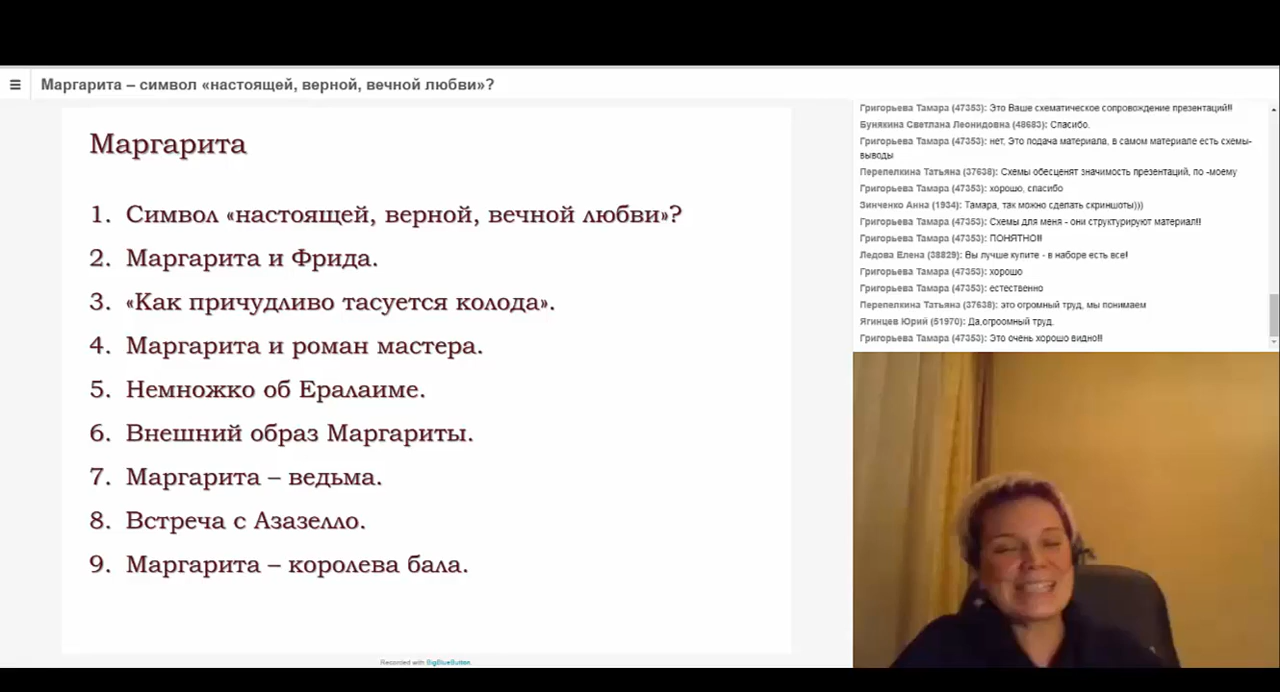 Маргарита – символ «настоящей, верной, вечной любви»?
Маргарита
1. Символ «настоящей, верной, вечной любви»?
2. Маргарита и Фрида.
3. «Как причудливо тасуется колода».
4. Маргарита и роман мастера.
5. Немножко об Ералаиме.
6. Внешний образ Маргариты.
7. Маргарита – ведьма.
8. Встреча с Азазелло.
9. Маргарита – королева бала.
Recorded with BigBlueButton.
Григорьева Тамара (47353): Это Ваше схематическое сопровождение презентаций!!
Бунякина Светлана Леонидовна (48683): Спасибо.
Григорьева Тамара (47353): нет, Это подача материала, в самом материале есть схемы-
выводы
Перепелкина Татьяна (37638): Схемы обесценят значимость презентаций, по -моему
Григорьева Тамара (47353): хорошо, спасибо
Зинченко Анна (1934): Тамара, так можно сделать скриншоты)))
Григорьева Тамара (47353): Схемы для меня - они структурируют материал!!
Григорьева Тамара (47353): ПОНЯТНО!!
Ледова Елена (38829): Вы лучше купите - в наборе есть все!
Григорьева Тамара (47353): хорошо
Григорьева Тамара (47353): естественно
Перепелкина Татьяна (37638): это огромный труд, мы понимаем
Ягинцев Юрий (51970): Да,огроомный труд.
Григорьева Тамара (47353): Это очень хорошо видно!!